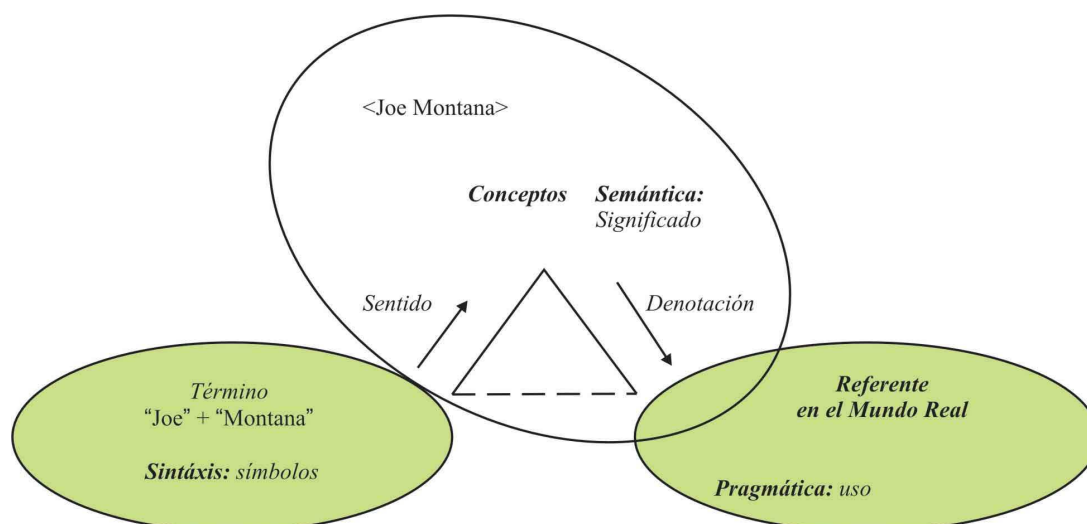 <Joe Montana>
Conceptos
Semántica:
Significado
Sentido
Denotación
Término
“Joe” + “Montana”
Sintáxis: símbolos
Referente
en el Mundo Real
Pragmática: uso